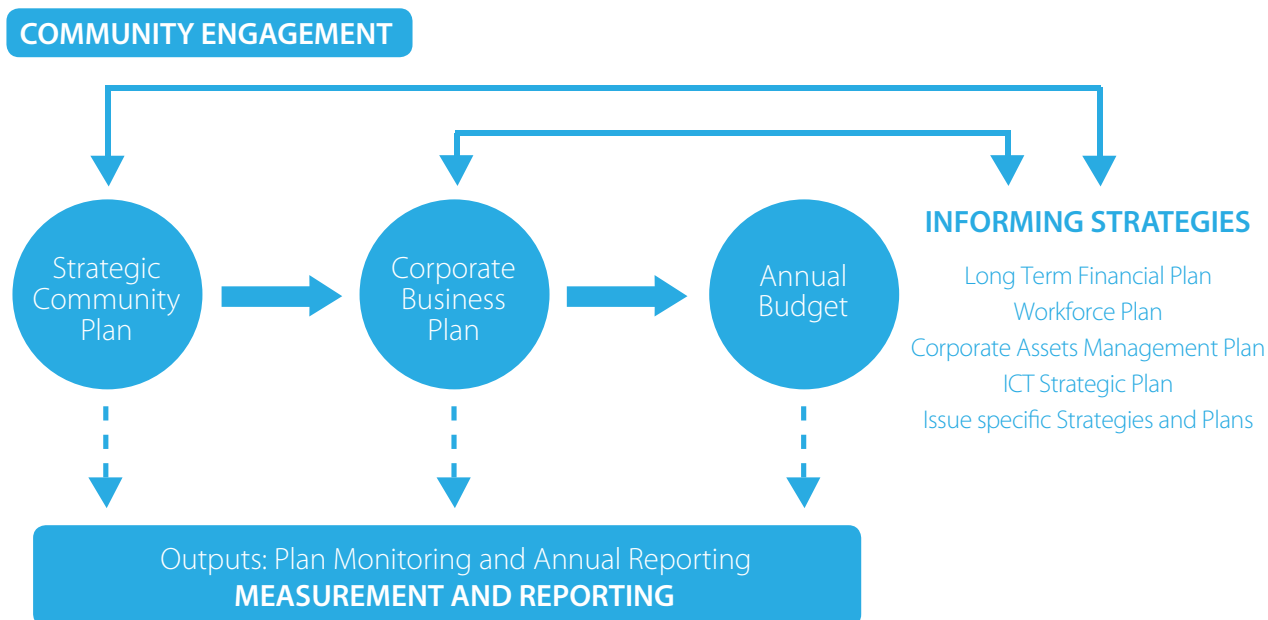 COMMUNITY ENGAGEMENT
Strategic
Community
Plan
Corporate
Business
Plan
Annual
Budget
INFORMING STRATEGIES
Long Term Financial Plan
Workforce Plan
Corporate Assets Management Plan
ICT Strategic Plan
Issue specific Strategies and Plans
Outputs: Plan Monitoring and Annual Reporting
MEASUREMENT AND REPORTING